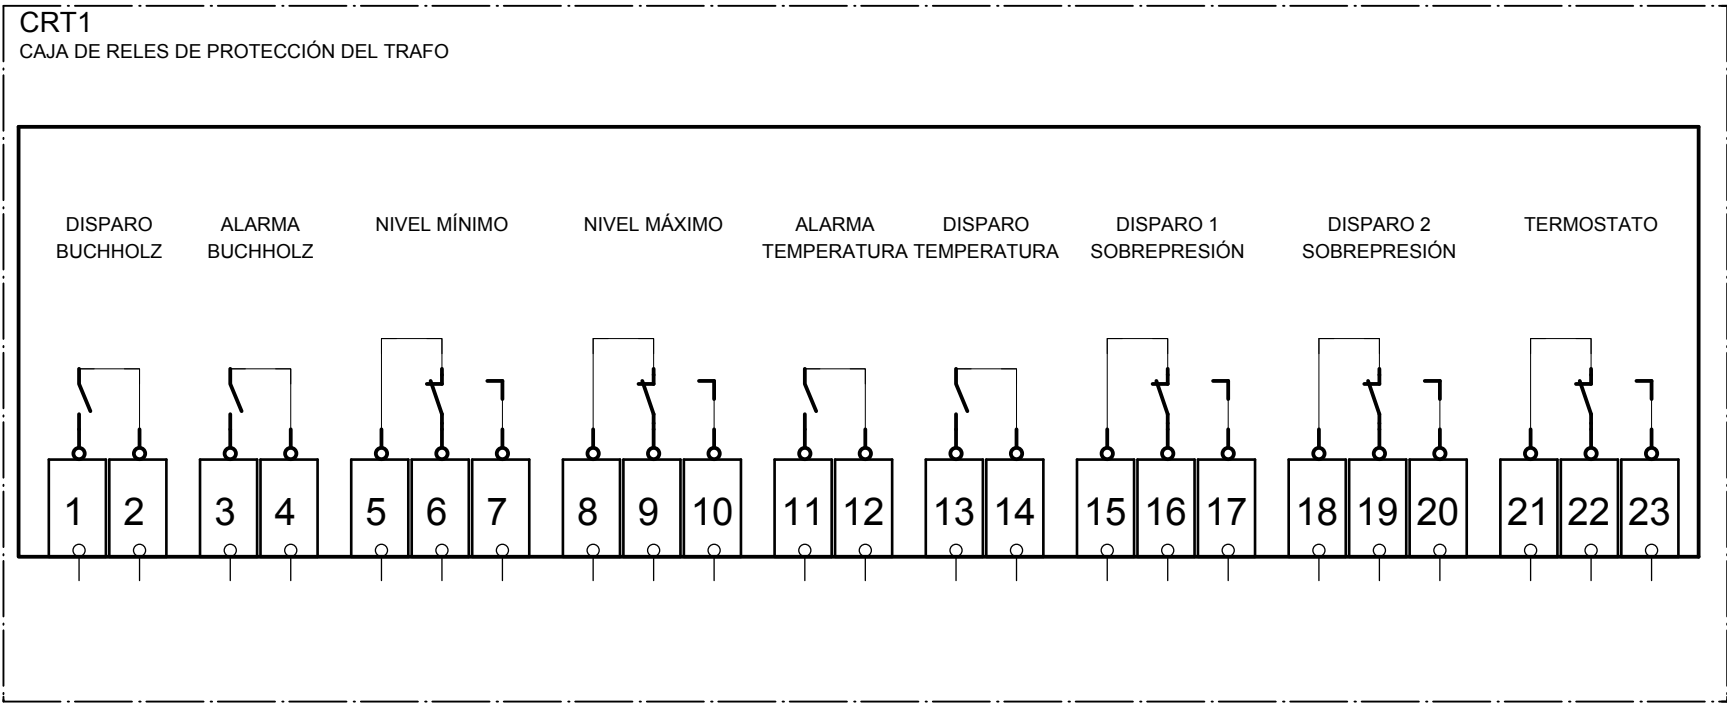 CRT1
CAJA DE RELES DE PROTECCIÓN DEL TRAFO
DISPARO BUCHHOLZ
ALARMA BUCHHOLZ
NIVEL MÍNIMO
NIVEL MÁXIMO
ALARMA TEMPERATURA
DISPARO TEMPERATURA
DISPARO 1 SOBREPRESIÓN
DISPARO 2 SOBREPRESIÓN
TERMOSTATO
1 2 3 4 5 6 7 8 9 10 11 12 13 14 15 16 17 18 19 20 21 22 23